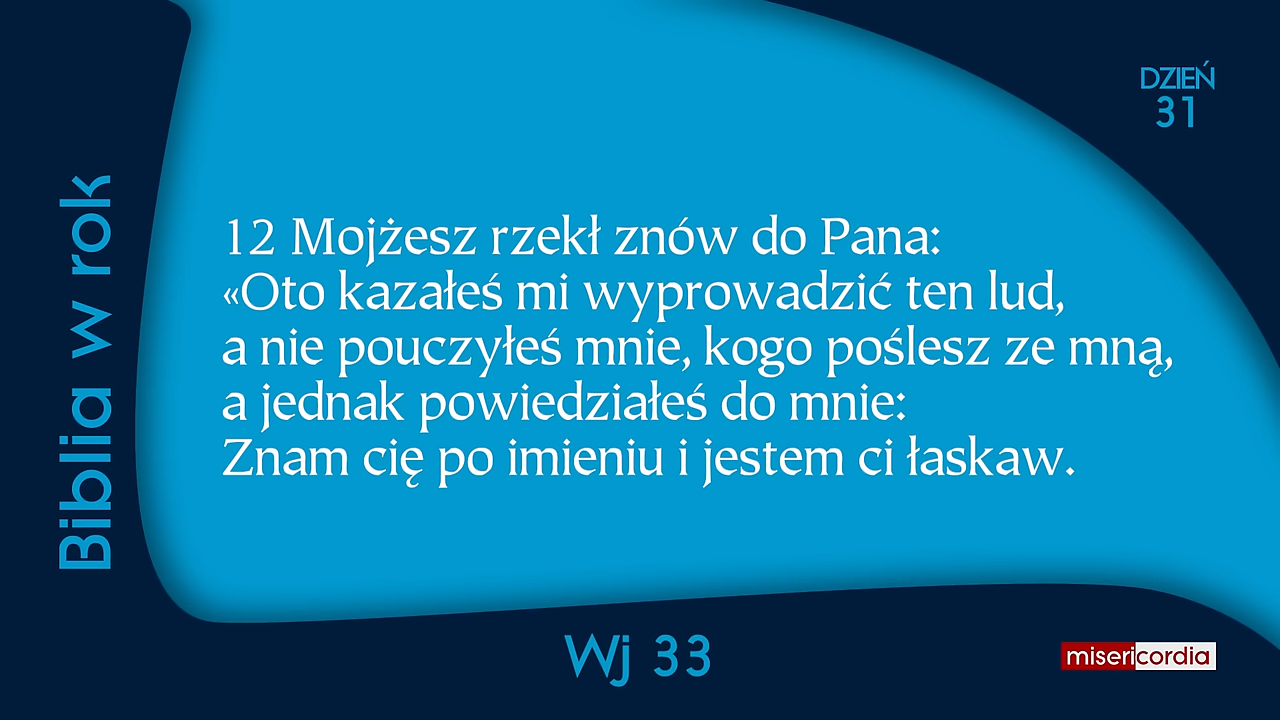 DZIEŃ
31
Biblia w rok
12 Mojżesz rzekł znów do Pana:
«Oto kazałeś mi wyprowadzić ten lud,
a nie pouczyłeś mnie, kogo poślesz ze mną,
a jednak powiedziałeś do mnie:
Znam cię po imieniu i jestem ci łaskaw.
Wj 33
misericordia